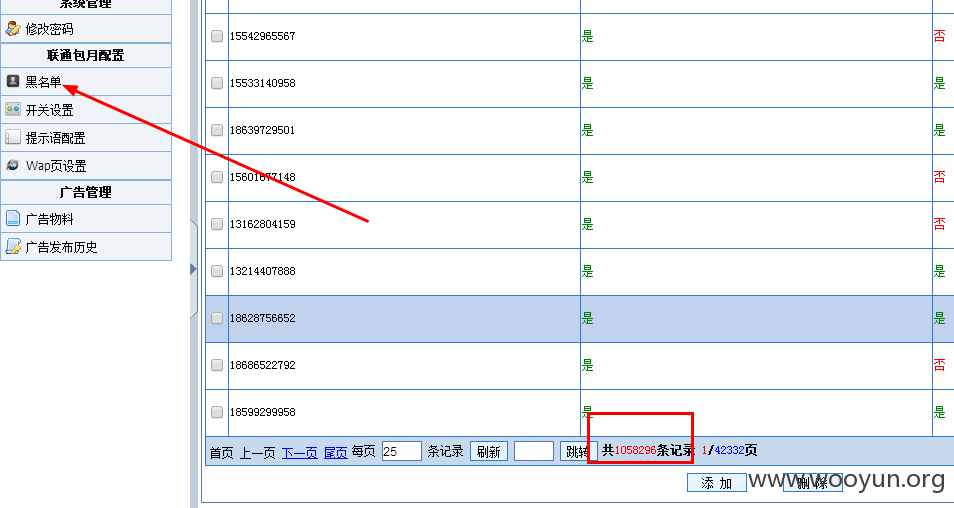 系统管理
修改密码
联通包月配置
黑名单
开关设置
提示语配置
Wap页设置
广告管理
广告物料
广告发布历史
15542965567 是 否
15533140958 是 是
18639729501 是 是
15601677148 是 否
13162804159 是 否
13214407888 是 是
18628756652 是 是
18686522792 是 否
18599299958 是 是
首页 上一页 下一页 尾页 每页 25 条记录 刷新 跳转 共1058296条记录 1/42332页
添 加 删 除
www.wooyun.org